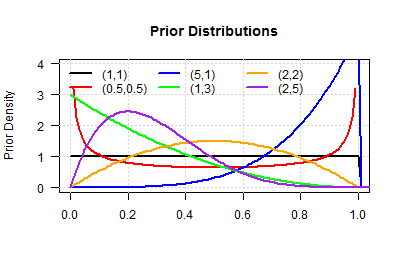 Prior Distributions
Prior Density
4
3
2
1
0
(1,1) (5,1) (2,2)
(0.5,0.5) (1,3) (2,5)
0.0 0.2 0.4 0.6 0.8 1.0